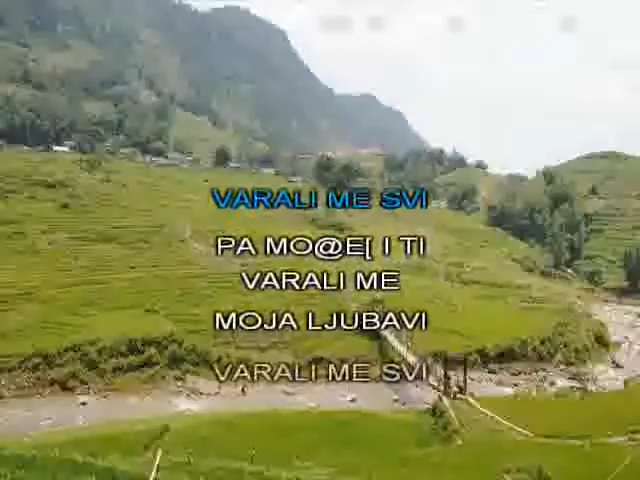 VARALI ME SVI
PA MO@E[ I TI
VARALI ME
MOJA LJUBAVI
VARALI ME SVI